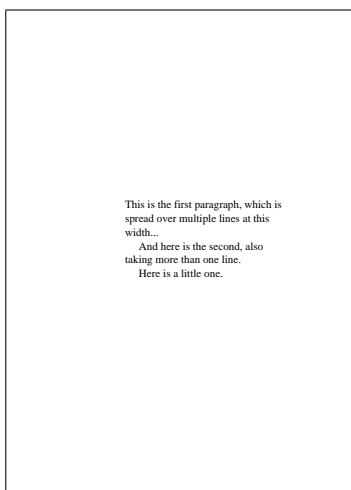 This is the first paragraph, which is
spread over multiple lines at this
width...
And here is the second, also
taking more than one line.
Here is a little one.